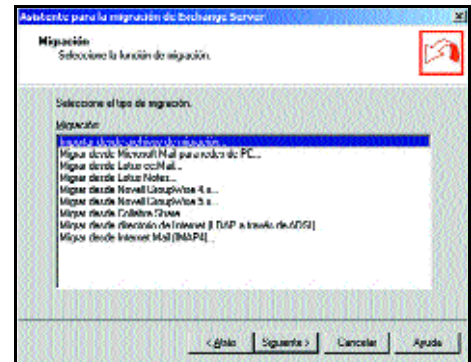 Asistente para la migración de Exchange Server
Migración
Seleccione la función de migración.
Seleccione el tipo de migración.
Migración:
Importar desde archivos de migración...
Migrar desde Microsoft Mail para redes de PC...
Migrar desde Lotus cc:Mail...
Migrar desde Lotus Notes...
Migrar desde Novell GroupWise 4.x...
Migrar desde Novell GroupWise 5.x...
Migrar desde Collabra Share
Migrar desde directorio de Internet (LDAP a través de ADSI)...
Migrar desde Internet Mail (IMAP4)...
< Atrás
Siguiente >
Cancelar
Ayuda